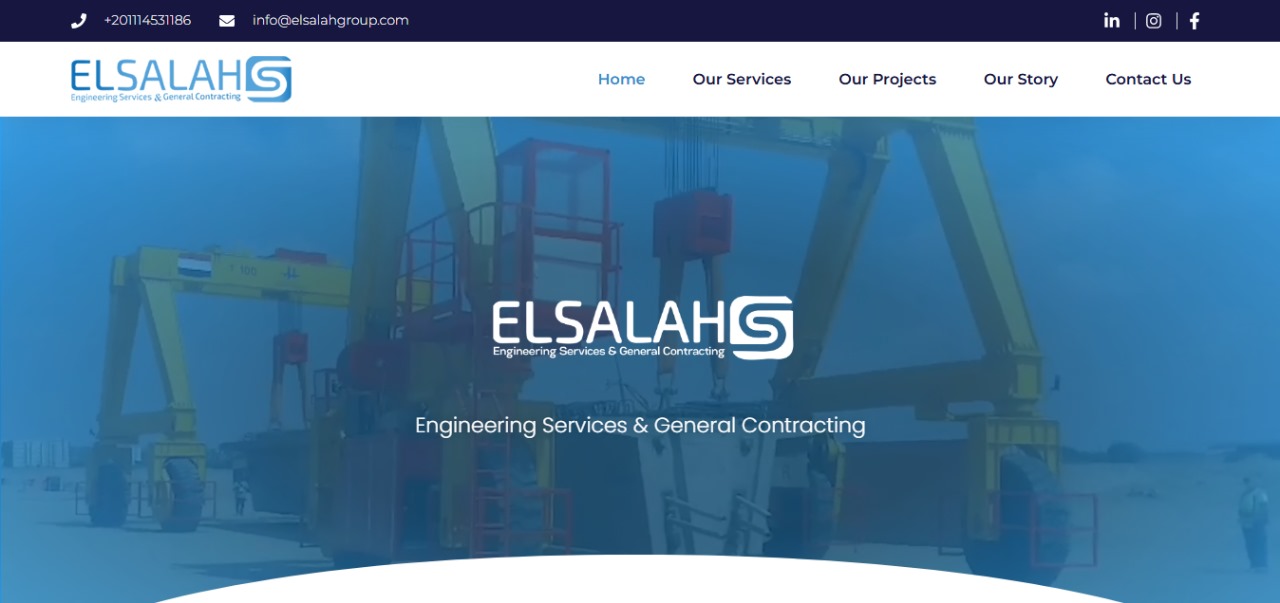 +201114531186 info@elsalahgroup.com
ELSALAH
Engineering Services & General Contracting
Home Our Services Our Projects Our Story Contact Us
ELSALAH
Engineering Services & General Contracting
Engineering Services & General Contracting